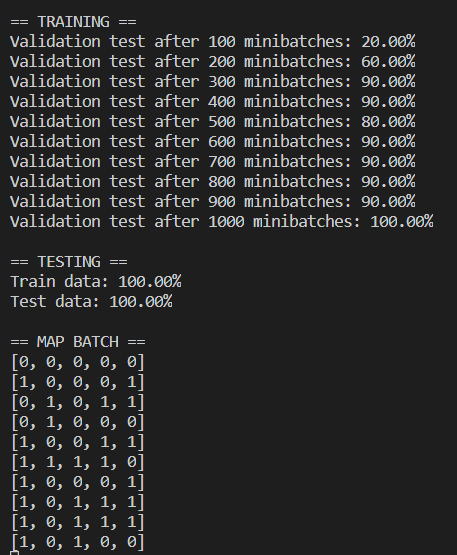 == TRAINING ==
Validation test after 100 minibatches: 20.00%
Validation test after 200 minibatches: 60.00%
Validation test after 300 minibatches: 90.00%
Validation test after 400 minibatches: 90.00%
Validation test after 500 minibatches: 80.00%
Validation test after 600 minibatches: 90.00%
Validation test after 700 minibatches: 90.00%
Validation test after 800 minibatches: 90.00%
Validation test after 900 minibatches: 90.00%
Validation test after 1000 minibatches: 100.00%
== TESTING ==
Train data: 100.00%
Test data: 100.00%
== MAP BATCH ==
[0, 0, 0, 0, 0]
[1, 0, 0, 0, 1]
[0, 1, 0, 1, 1]
[0, 1, 0, 0, 0]
[1, 0, 0, 1, 1]
[1, 1, 1, 1, 0]
[1, 0, 0, 0, 1]
[1, 0, 1, 1, 1]
[1, 0, 1, 1, 1]
[1, 0, 1, 0, 0]